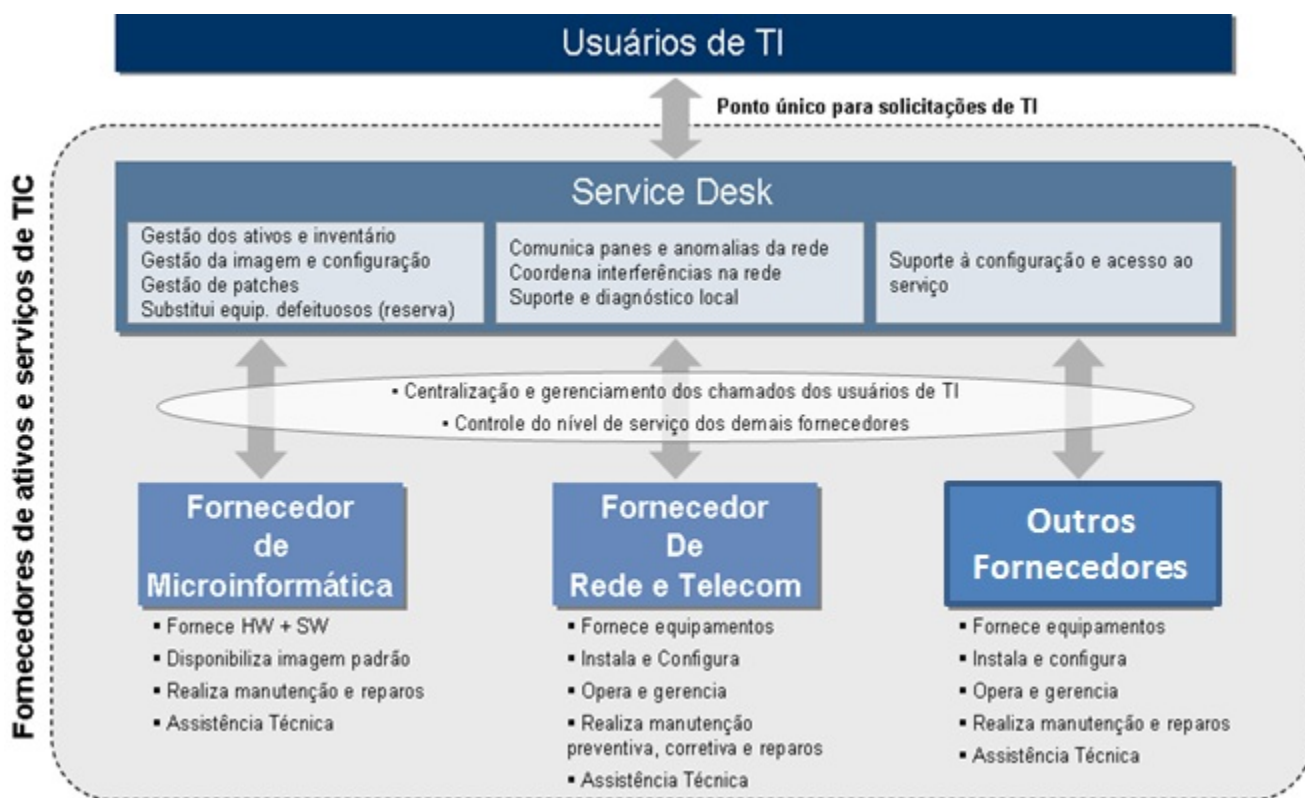 Usuários de TI
Ponto único para solicitações de TI
Fornecedores de ativos e serviços de TIC
Service Desk
Gestão dos ativos e inventário
Gestão da imagem e configuração
Gestão de patches
Substitui equip. defeituosos (reserva)
Comunica panes e anomalias da rede
Coordena interferências na rede
Suporte e diagnóstico local
Suporte à configuração e acesso ao
serviço
▪ Centralização e gerenciamento dos chamados dos usuários de TI
▪ Controle do nível de serviço dos demais fornecedores
Fornecedor
de
Microinformática
▪ Fornece HW + SW
▪ Disponibiliza imagem padrão
▪ Realiza manutenção e reparos
▪ Assistência Técnica
Fornecedor
De
Rede e Telecom
▪ Fornece equipamentos
▪ Instala e Configura
▪ Opera e gerencia
▪ Realiza manutenção
preventiva, corretiva e reparos
▪ Assistência Técnica
Outros
Fornecedores
▪ Fornece equipamentos
▪ Instala e configura
▪ Opera e gerencia
▪ Realiza manutenção e reparos
▪ Assistência Técnica